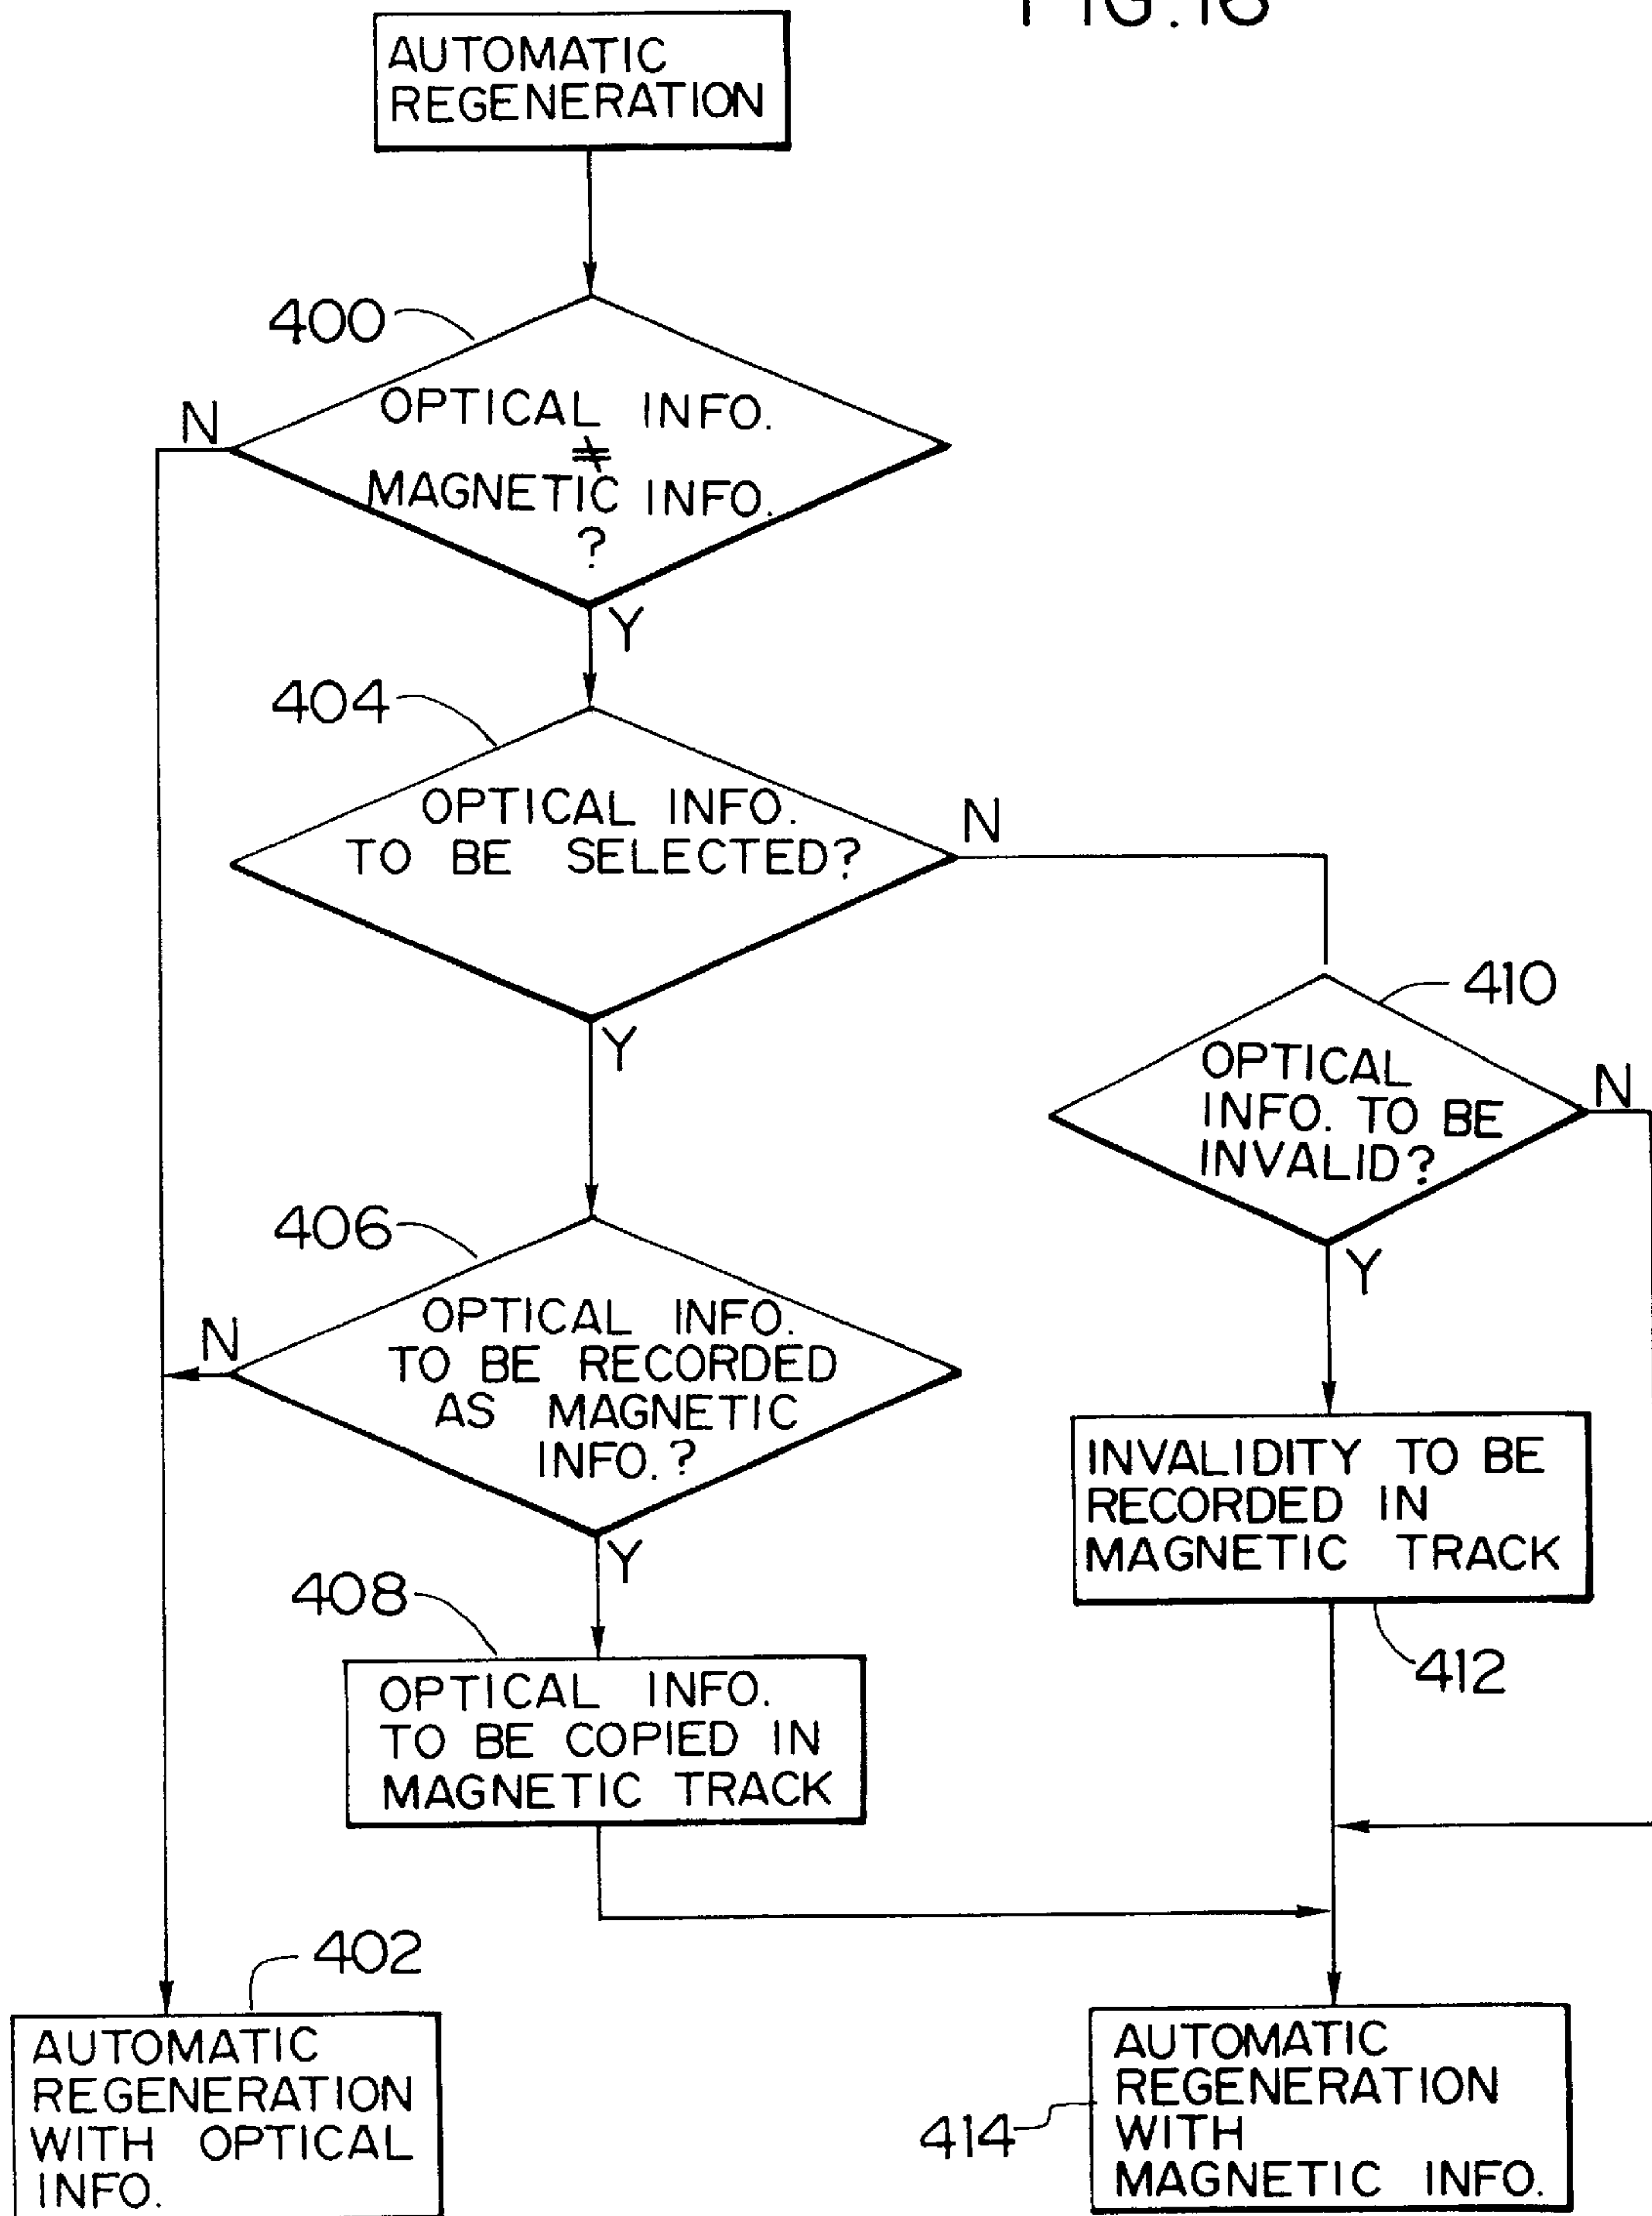 FIG.
AUTOMATIC
REGENERATION
400
N
OPTICAL INFO.
≠
MAGNETIC INFO.
?
Y
404
OPTICAL INFO.
TO BE SELECTED?
N
Y
410
OPTICAL
INFO. TO BE
INVALID?
N
Y
406
OPTICAL INFO.
TO BE RECORDED
AS MAGNETIC
INFO.?
N
Y
INVALIDITY TO BE
RECORDED IN
MAGNETIC TRACK
412
408
OPTICAL INFO.
TO BE COPIED IN
MAGNETIC TRACK
402
AUTOMATIC
REGENERATION
WITH OPTICAL
INFO.
414
AUTOMATIC
REGENERATION
WITH
MAGNETIC INFO.